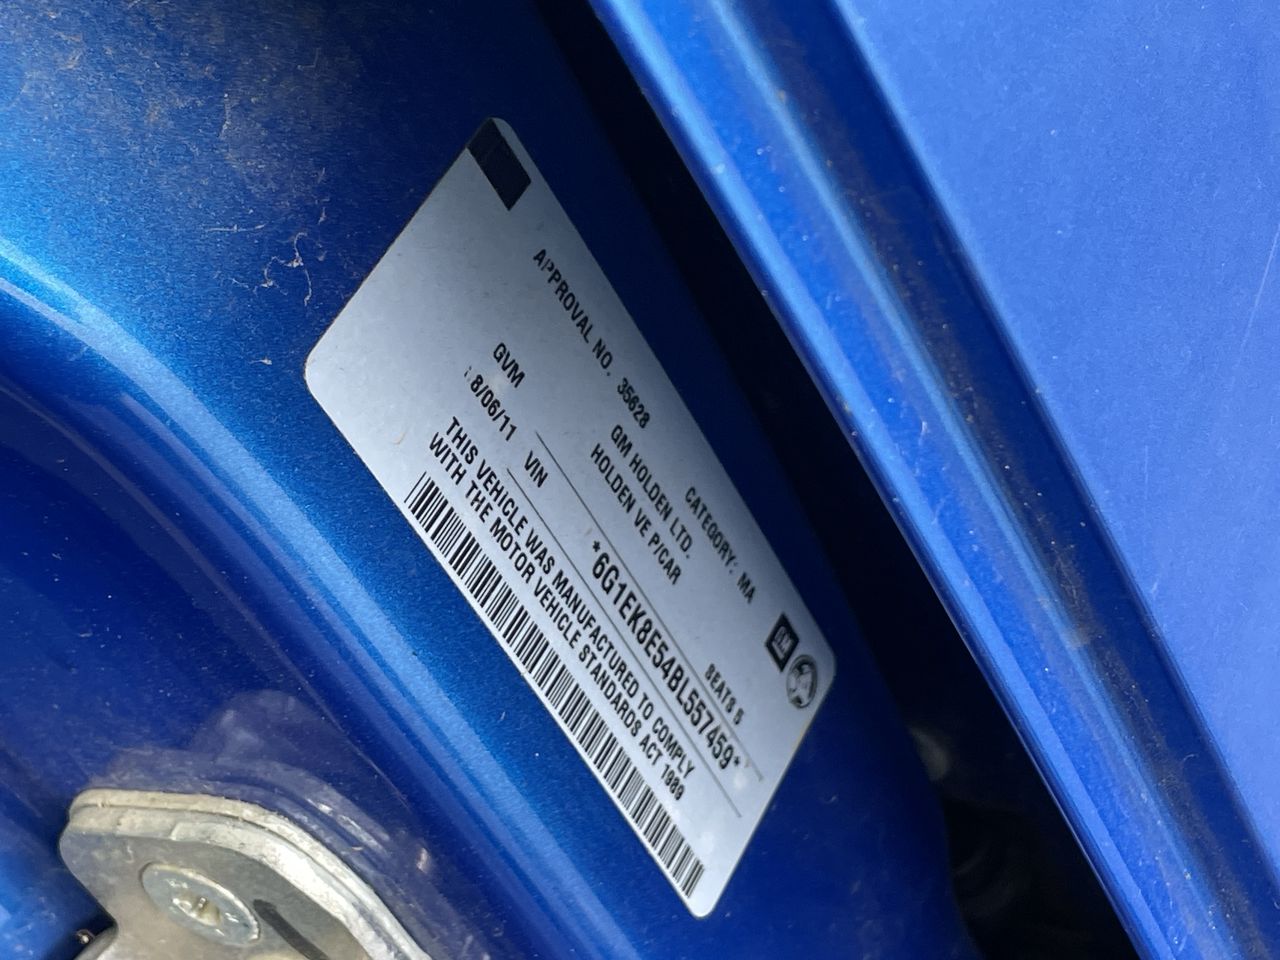 APPROVAL NO. 35628 CATEGORY: MA
GM HOLDEN LTD.
HOLDEN VE P/CAR
GM
GVM SEATS 5
8/06/11 VIN *6G1EK8E54BL557459*
THIS VEHICLE WAS MANUFACTURED TO COMPLY
WITH THE MOTOR VEHICLE STANDARDS ACT 1989